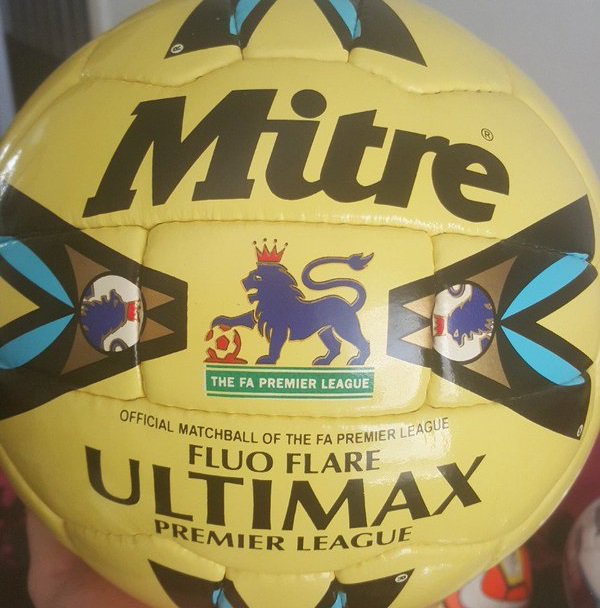 Mitre®
THE FA PREMIER LEAGUE
OFFICIAL MATCHBALL OF THE FA PREMIER LEAGUE
FLUO FLARE
ULTIMAX
PREMIER LEAGUE